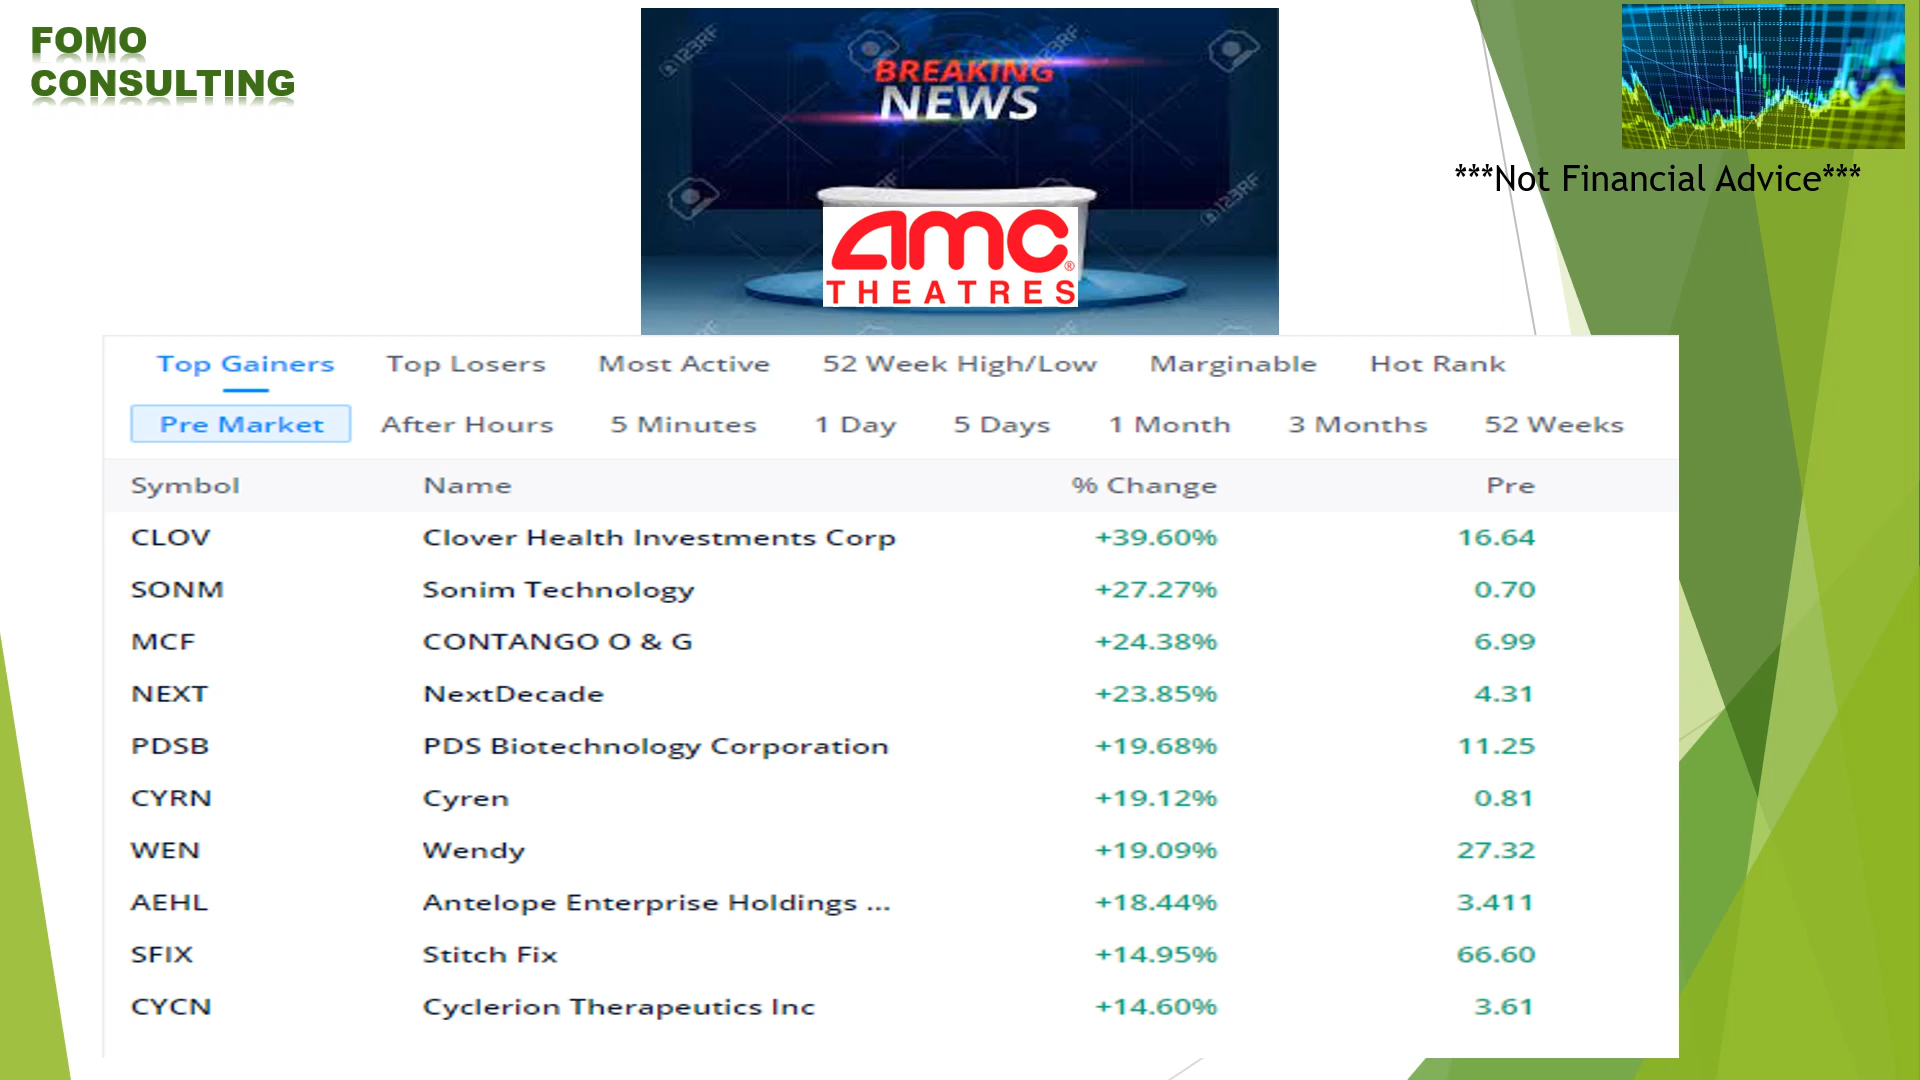 FOMO
CONSULTING
BREAKING
NEWS
amc®
THEATRES
123RF
123RF
123RF
***Not Financial Advice***
Top Gainers Top Losers Most Active 52 Week High/Low Marginable Hot Rank
Pre Market After Hours 5 Minutes 1 Day 5 Days 1 Month 3 Months 52 Weeks
Symbol Name % Change Pre
CLOV Clover Health Investments Corp +39.60% 16.64
SONM Sonim Technology +27.27% 0.70
MCF CONTANGO O & G +24.38% 6.99
NEXT NextDecade +23.85% 4.31
PDSB PDS Biotechnology Corporation +19.68% 11.25
CYRN Cyren +19.12% 0.81
WEN Wendy +19.09% 27.32
AEHL Antelope Enterprise Holdings ... +18.44% 3.411
SFIX Stitch Fix +14.95% 66.60
CYCN Cyclerion Therapeutics Inc +14.60% 3.61